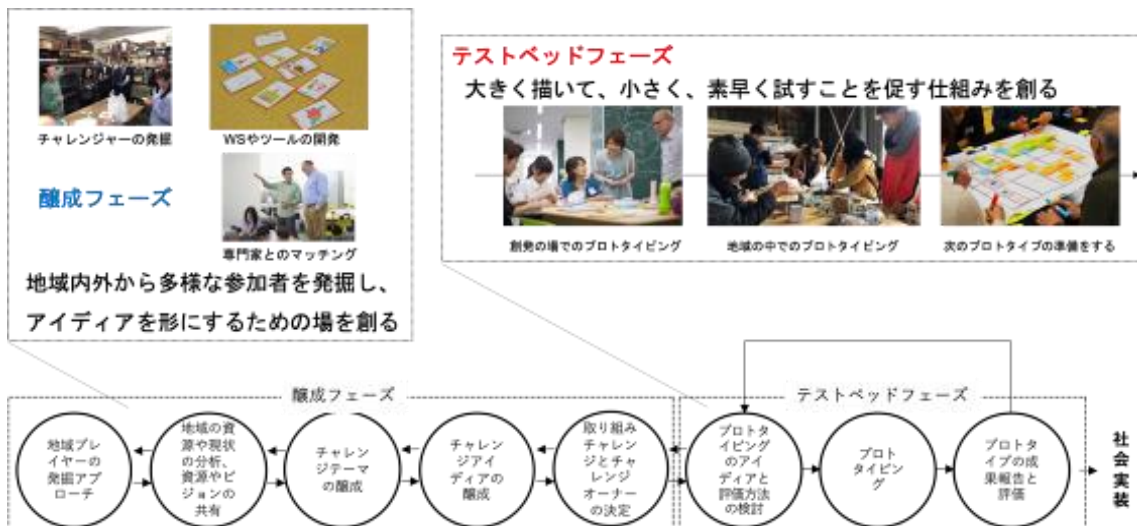 チャレンジャーの発掘
WSやツールの開発
醸成フェーズ
専門家とのマッチング
地域内外から多様な参加者を発掘し、
アイディアを形にするための場を創る
テストベッドフェーズ
大きく描いて、小さく、素早く試すことを促す仕組みを創る
創発の場でのプロトタイピング
地域の中でのプロトタイピング
次のプロトタイプの準備をする
醸成フェーズ
テストベッドフェーズ
地域プレ
イヤーの
発掘アプ
ローチ
地域の資
源や現状
の分析、
資源やビ
ジョンの
共有
チャレン
ジテーマ
の醸成
チャレン
ジアイ
ディアの
醸成
取り組み
チャレン
ジとチャ
レンジ
オーナー
の決定
プロトタ
イピング
のアイ
ディアと
評価方法
の検討
プロト
タイピン
グ
プロトタ
イプの成
果報告と
評価
社会実装